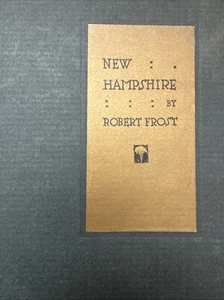 NEW : .
HAMPSHIRE
: : : BY
ROBERT FROST